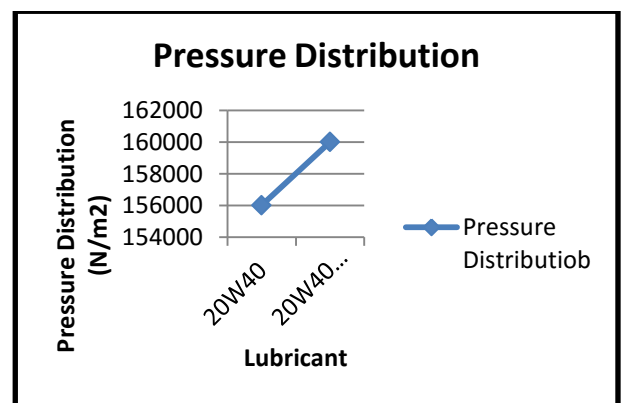 Pressure Distribution
Pressure Distribution
(N/m2)
162000
160000
158000
156000
154000
20W40
20W40...
Lubricant
Pressure
Distributiob